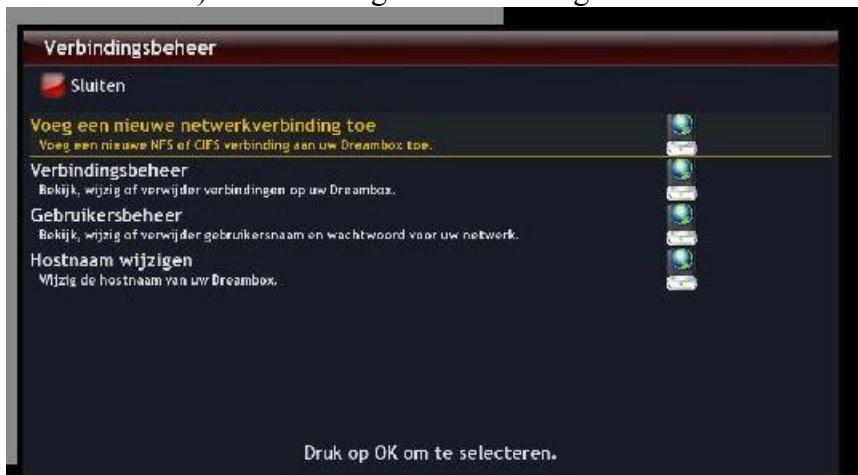 Verbindingsbeheer
Sluiten
Voeg een nieuwe netwerkverbinding toe
Voeg een nieuwe NFS of CIFS verbinding aan uw Dreambox toe.
Verbindingsbeheer
Bekijk, wijzig of verwijder verbindingen op uw Dreambox.
Gebruikersbeheer
Bekijk, wijzig of verwijder gebruikersnaam en wachtwoord voor uw netwerk.
Hostnaam wijzigen
Wijzig de hostnaam van uw Dreambox.
Druk op OK om te selecteren.